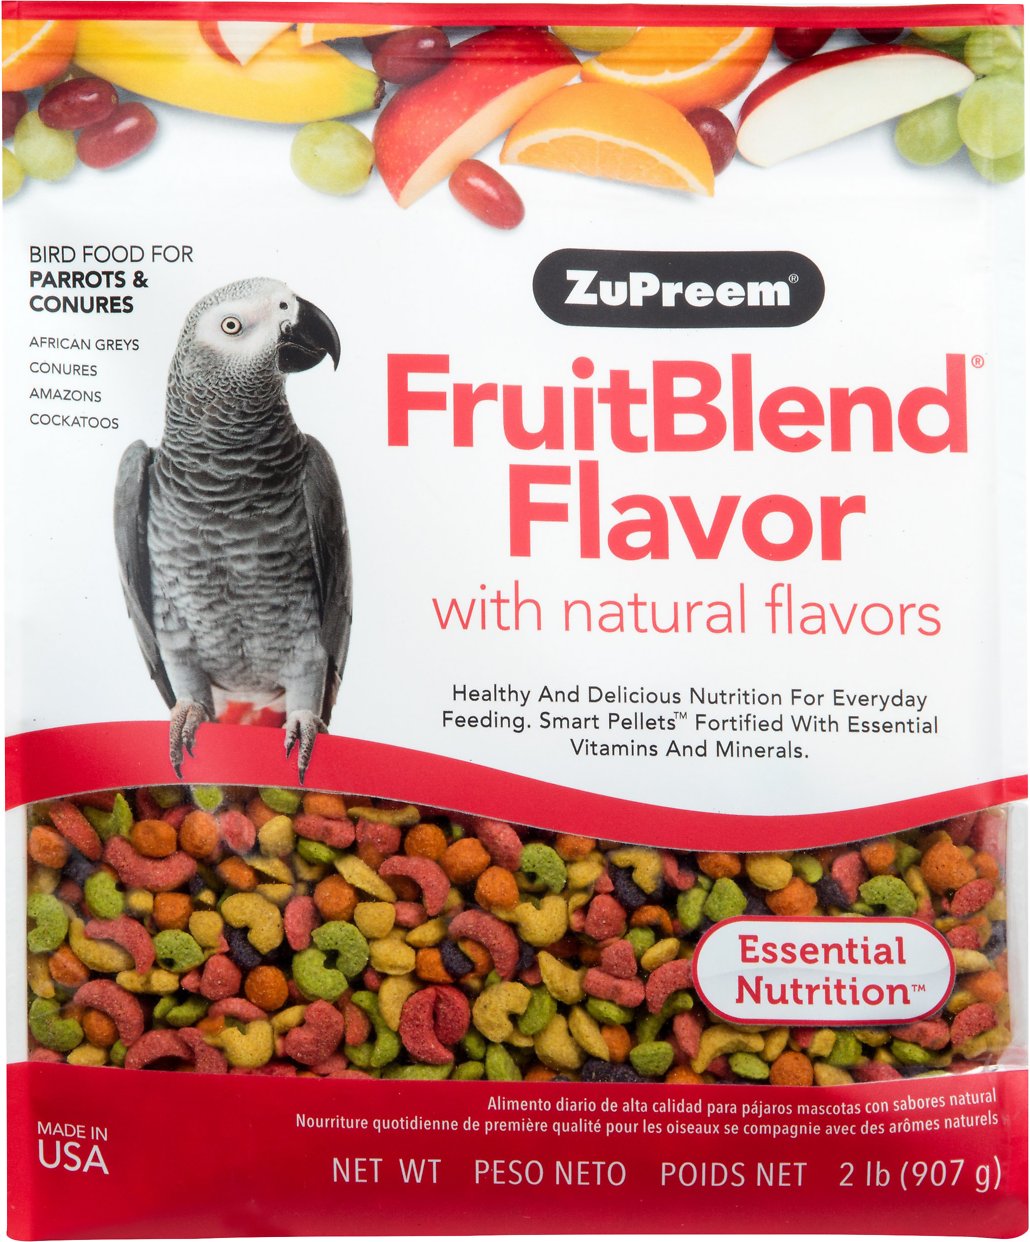 BIRD FOOD FOR
PARROTS &
CONURES
AFRICAN GREYS
CONURES
AMAZONS
COCKATOOS
ZuPreem®
FruitBlend®
Flavor
with natural flavors
Healthy And Delicious Nutrition For Everyday
Feeding. Smart Pellets™ Fortified With Essential
Vitamins And Minerals.
Essential
Nutrition™
Alimento diario de alta calidad para pájaros mascotas con sabores natural
Nourriture quotidienne de première qualité pour les oiseaux se compagnie avec des arômes naturels
MADE IN
USA
NET WT PESO NETO POIDS NET 2 lb (907 g)